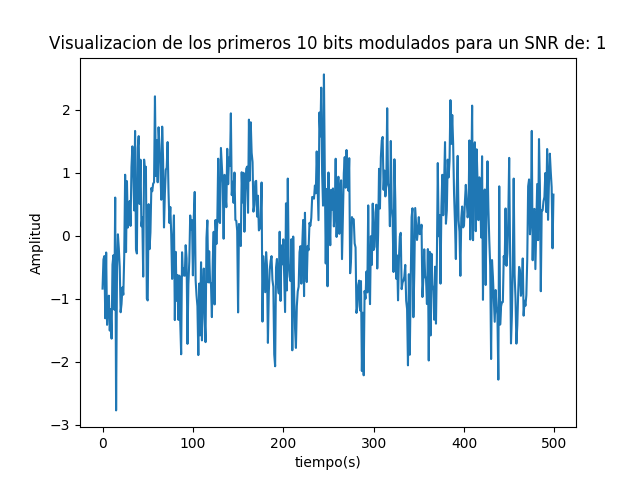 Visualizacion de los primeros 10 bits modulados para un SNR de: 1
Amplitud
2
1
0
−1
−2
−3
0 100 200 300 400 500
tiempo(s)